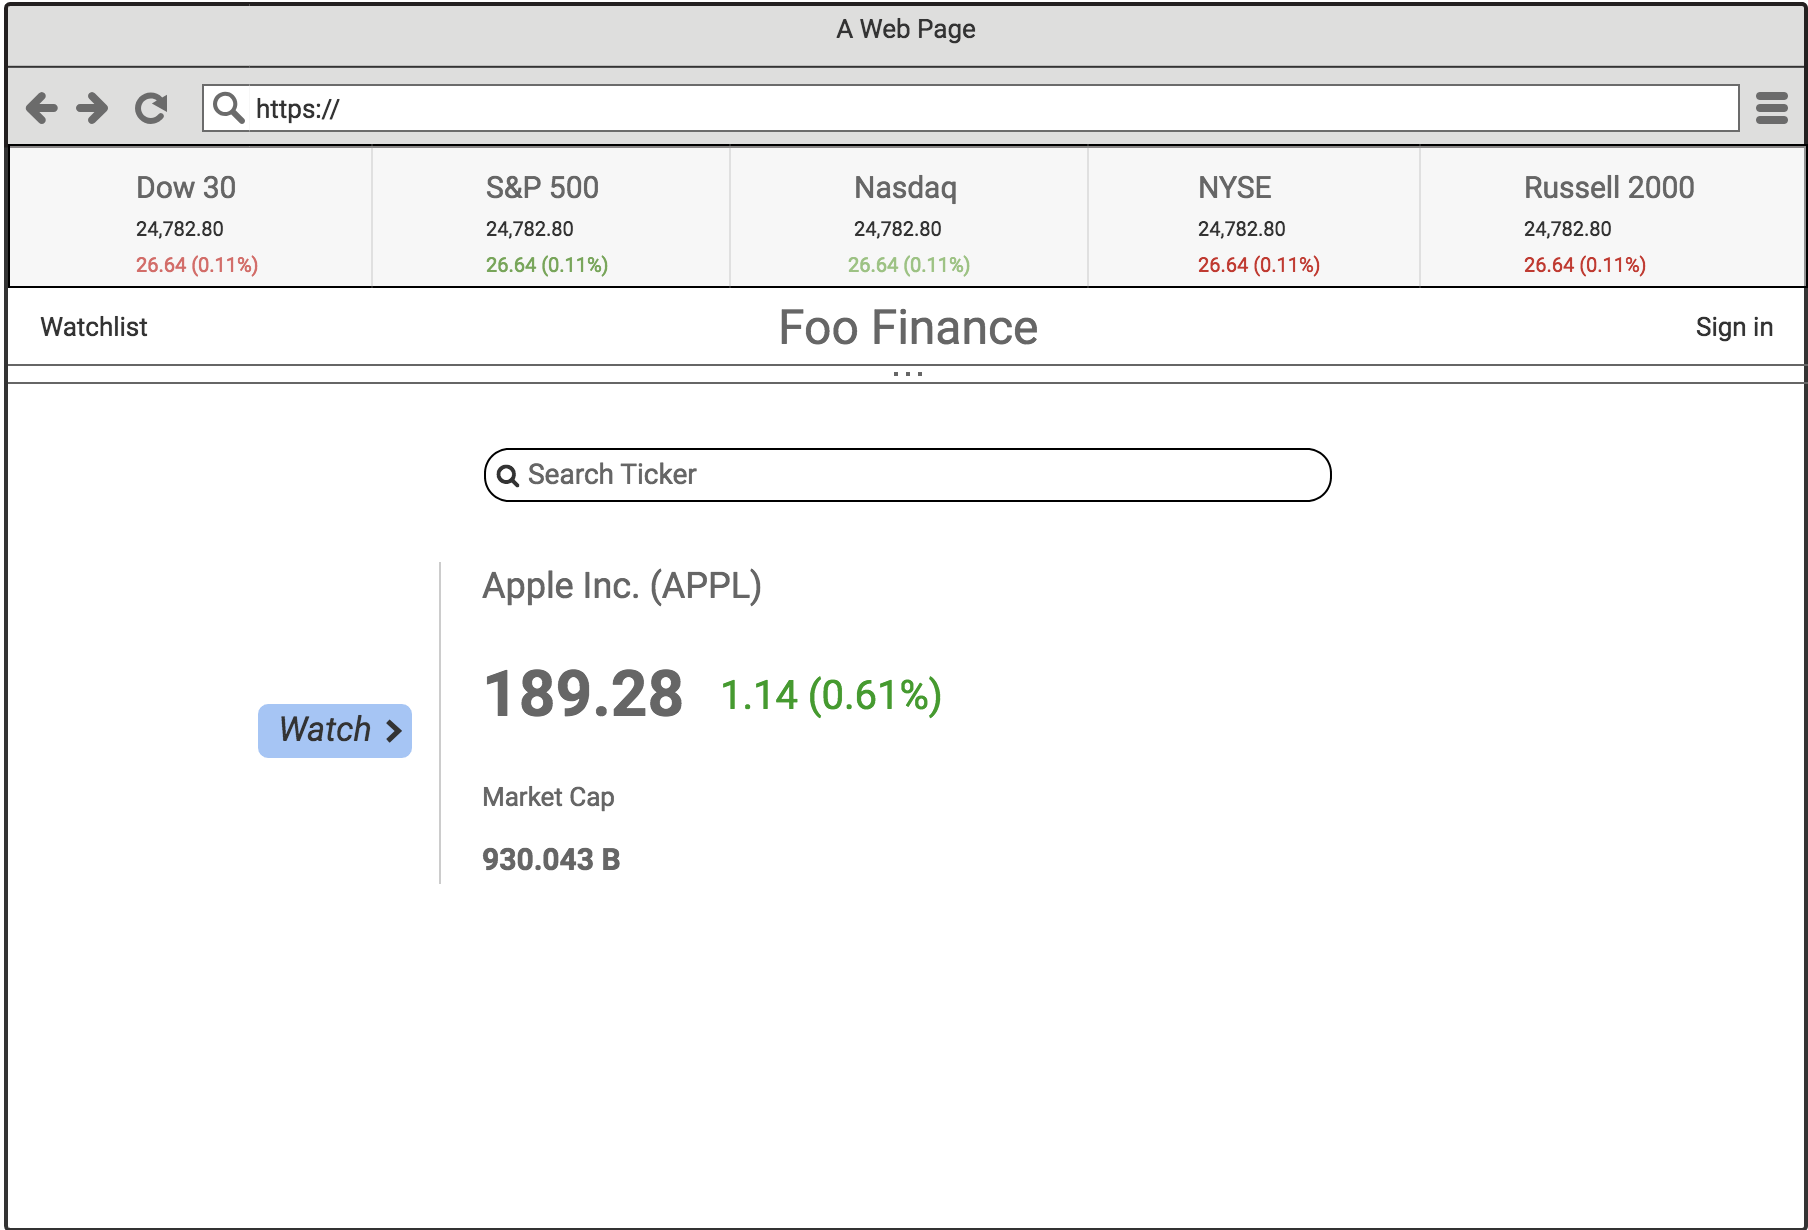 A Web Page
https://
Dow 30
24,782.80
26.64 (0.11%)
S&P 500
24,782.80
26.64 (0.11%)
Nasdaq
24,782.80
26.64 (0.11%)
NYSE
24,782.80
26.64 (0.11%)
Russell 2000
24,782.80
26.64 (0.11%)
Watchlist
Foo Finance
Sign in
Search Ticker
Apple Inc. (APPL)
189.28 1.14 (0.61%)
Watch
Market Cap
930.043 B